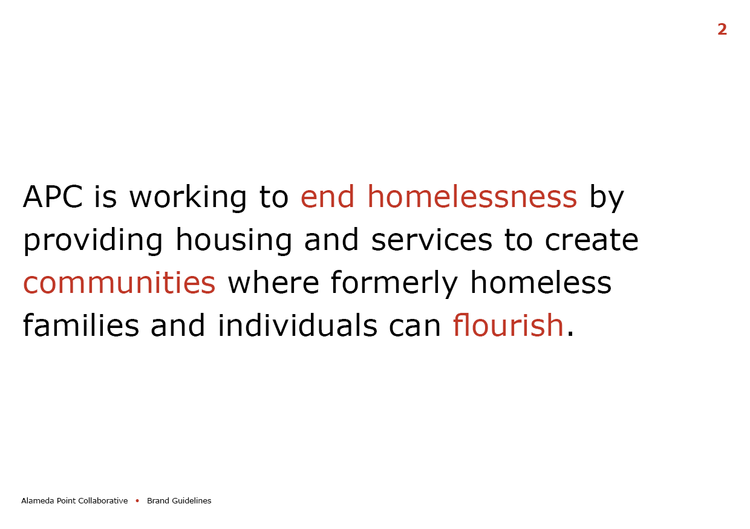 2
APC is working to end homelessness by
providing housing and services to create
communities where formerly homeless
families and individuals can flourish.
Alameda Point Collaborative • Brand Guidelines